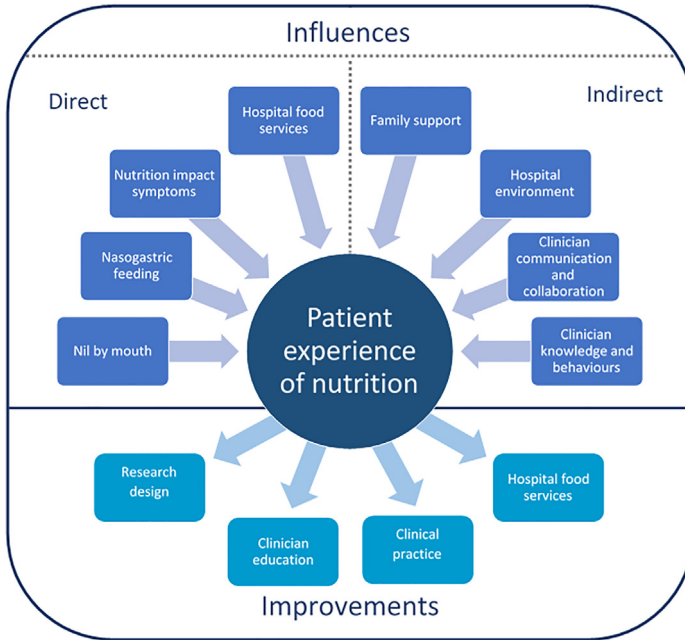 Influences
Direct
Indirect
Hospital food
services
Family support
Nutrition impact
symptoms
Hospital
environment
Nasogastric
feeding
Clinician
communication
and
collaboration
Nil by mouth
Clinician
knowledge and
behaviours
Patient
experience
of nutrition
Research
design
Hospital food
services
Clinician
education
Clinical
practice
Improvements